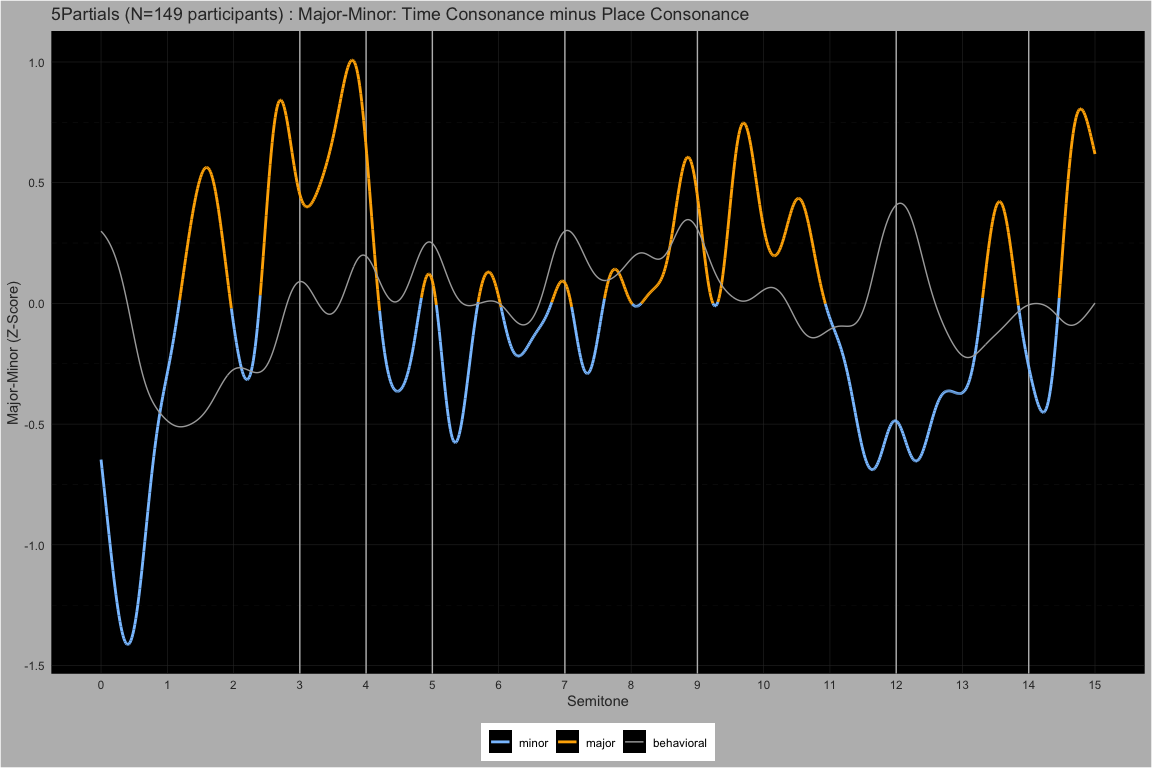 5Partials (N=149 participants) : Major-Minor: Time Consonance minus Place Consonance
Major-Minor (Z-Score)
1.0
0.5
0.0
-0.5
-1.0
-1.5
0 1 2 3 4 5 6 7 8 9 10 11 12 13 14 15
Semitone
minor major behavioral